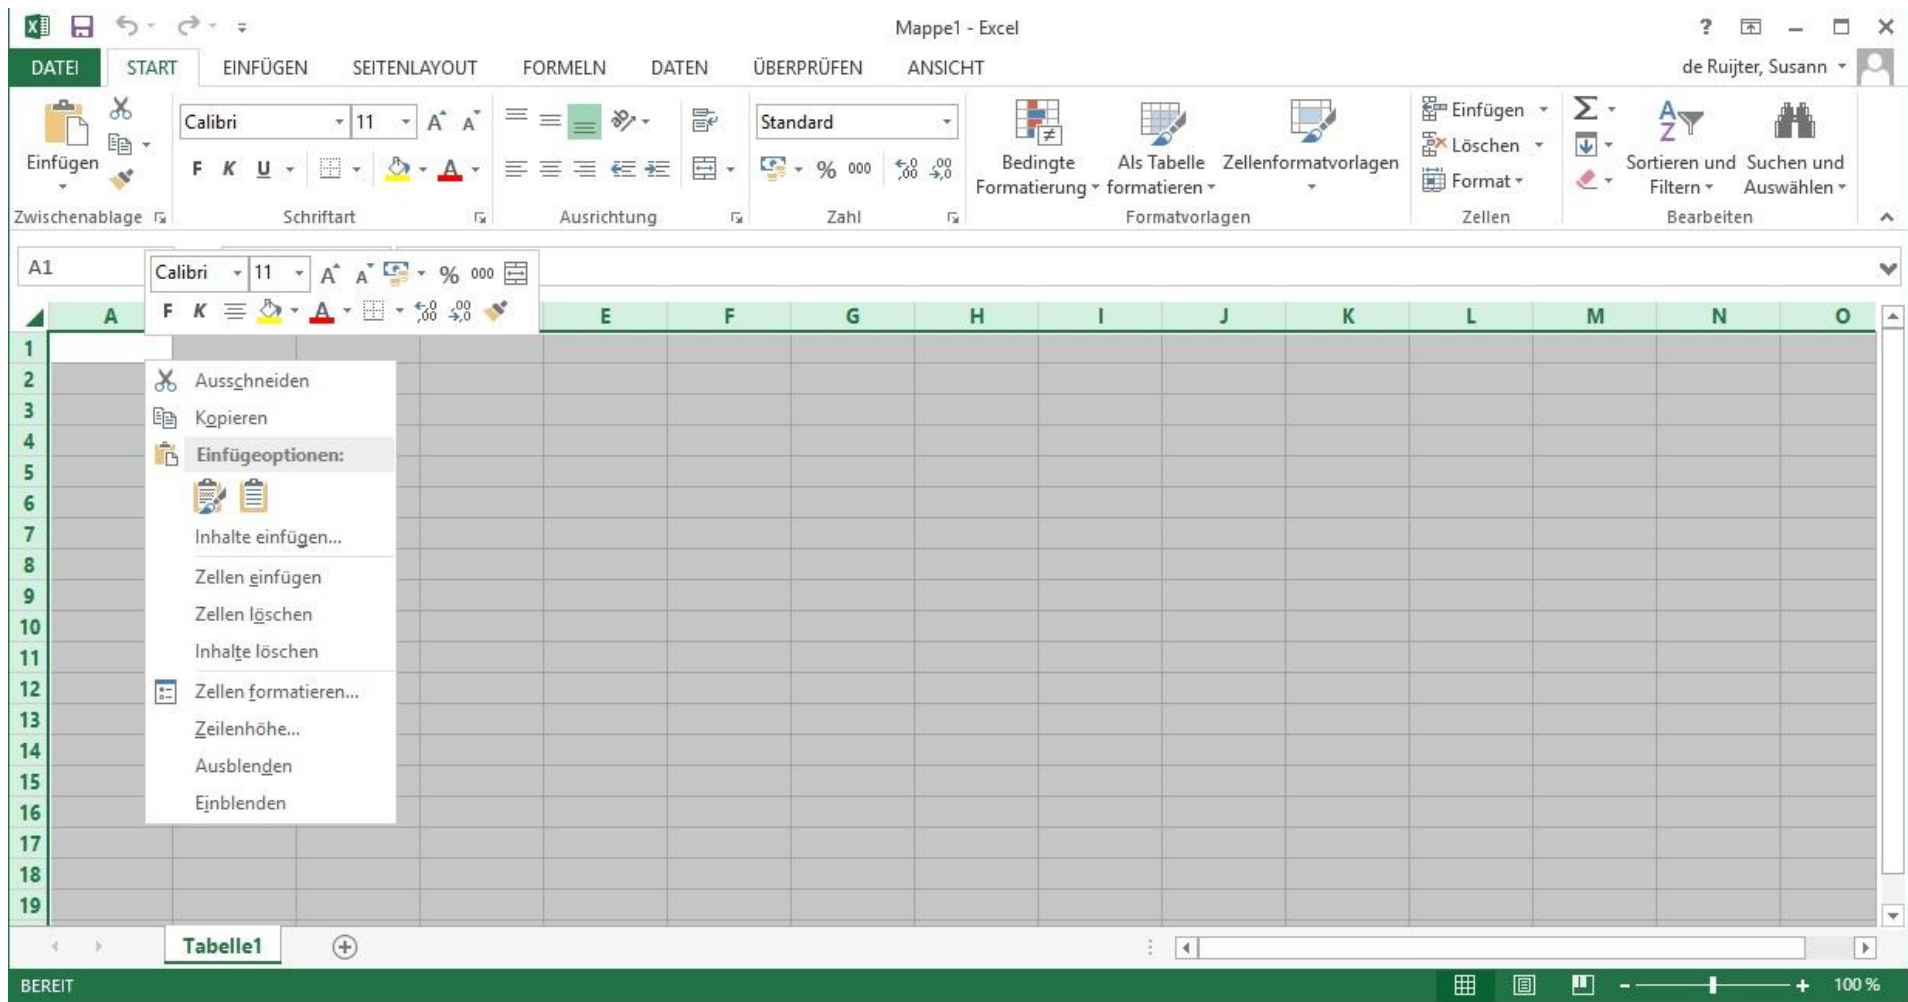 Mappe1 - Excel
?
DATEI START EINFÜGEN SEITENLAYOUT FORMELN DATEN ÜBERPRÜFEN ANSICHT
de Ruijter, Susann
Calibri 11
Standard
Einfügen
Löschen
Format
Einfügen
F K U
% 000
Bedingte Formatierung
Als Tabelle formatieren
Zellenformatvorlagen
Sortieren und Filtern
Suchen und Auswählen
Zwischenablage Schriftart Ausrichtung Zahl Formatvorlagen Zellen Bearbeiten
A1
Calibri 11 % 000
F K
A E F G H I J K L M N O
1
2
3
4
5
6
7
8
9
10
11
12
13
14
15
16
17
18
19
Ausschneiden
Kopieren
Einfügeoptionen:
Inhalte einfügen...
Zellen einfügen
Zellen löschen
Inhalte löschen
Zellen formatieren...
Zeilenhöhe...
Ausblenden
Einblenden
Tabelle1
BEREIT
100 %